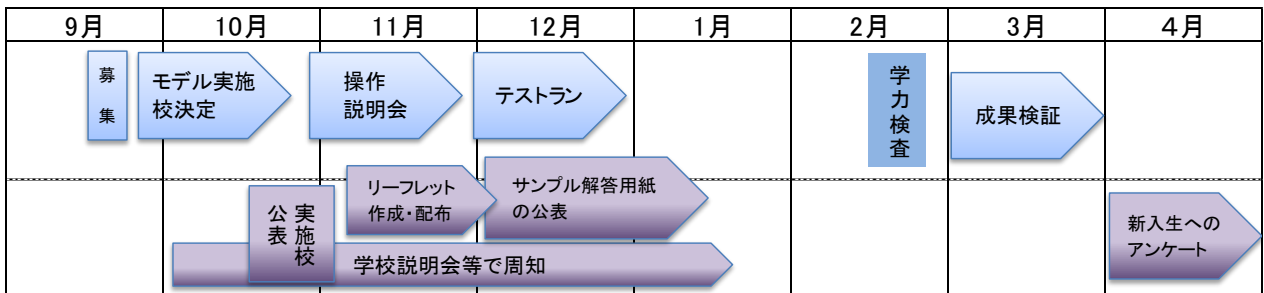 9月 10月 11月 12月 1月 2月 3月 4月
募
集
モデル実施
校決定
操作
説明会
テストラン
学力検査
成果検証
リーフレット
作成・配布
サンプル解答用紙
の公表
実施校
公表
学校説明会等で周知
新入生への
アンケート